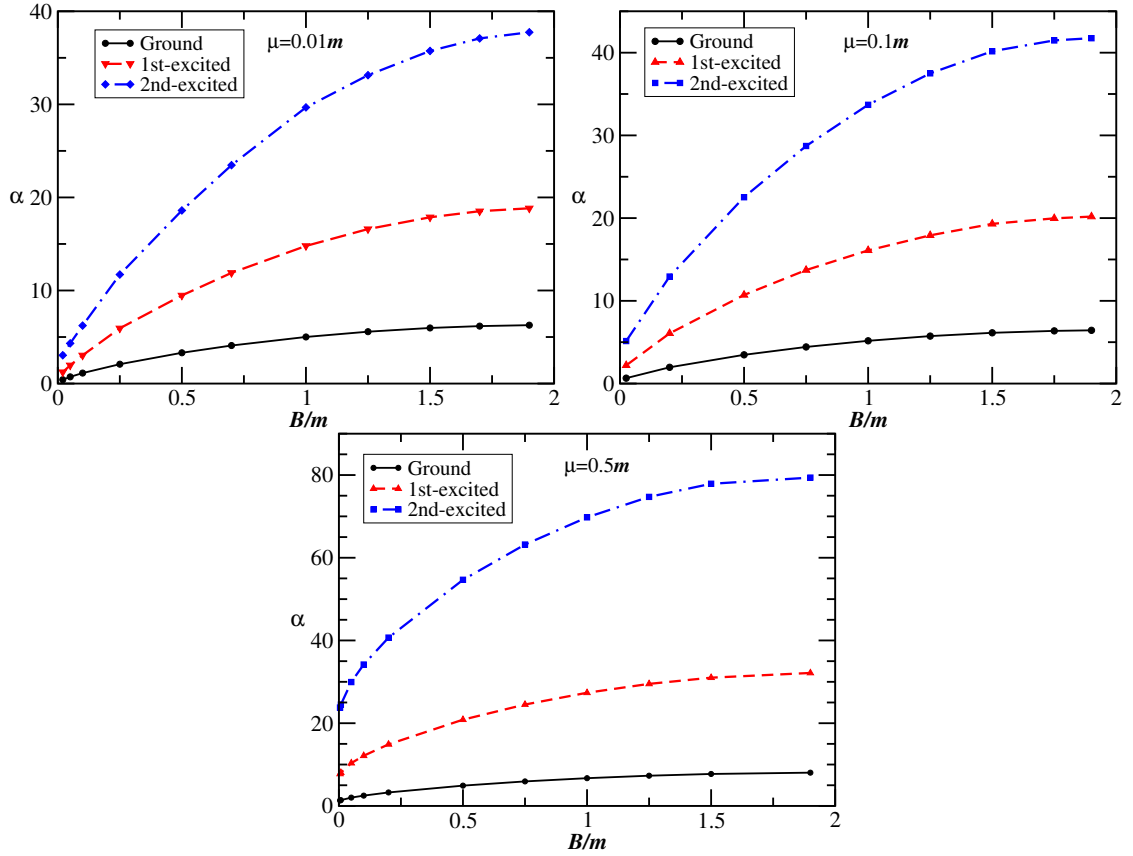 40
30
20
10
0
α
Ground
1st-excited
2nd-excited
μ=0.01m
0
0.5
1
1.5
2
B/m
40
30
20
10
0
α
Ground
1st-excited
2nd-excited
μ=0.1m
0
0.5
1
1.5
2
B/m
80
60
40
20
0
α
Ground
1st-excited
2nd-excited
μ=0.5m
0
0.5
1
1.5
2
B/m